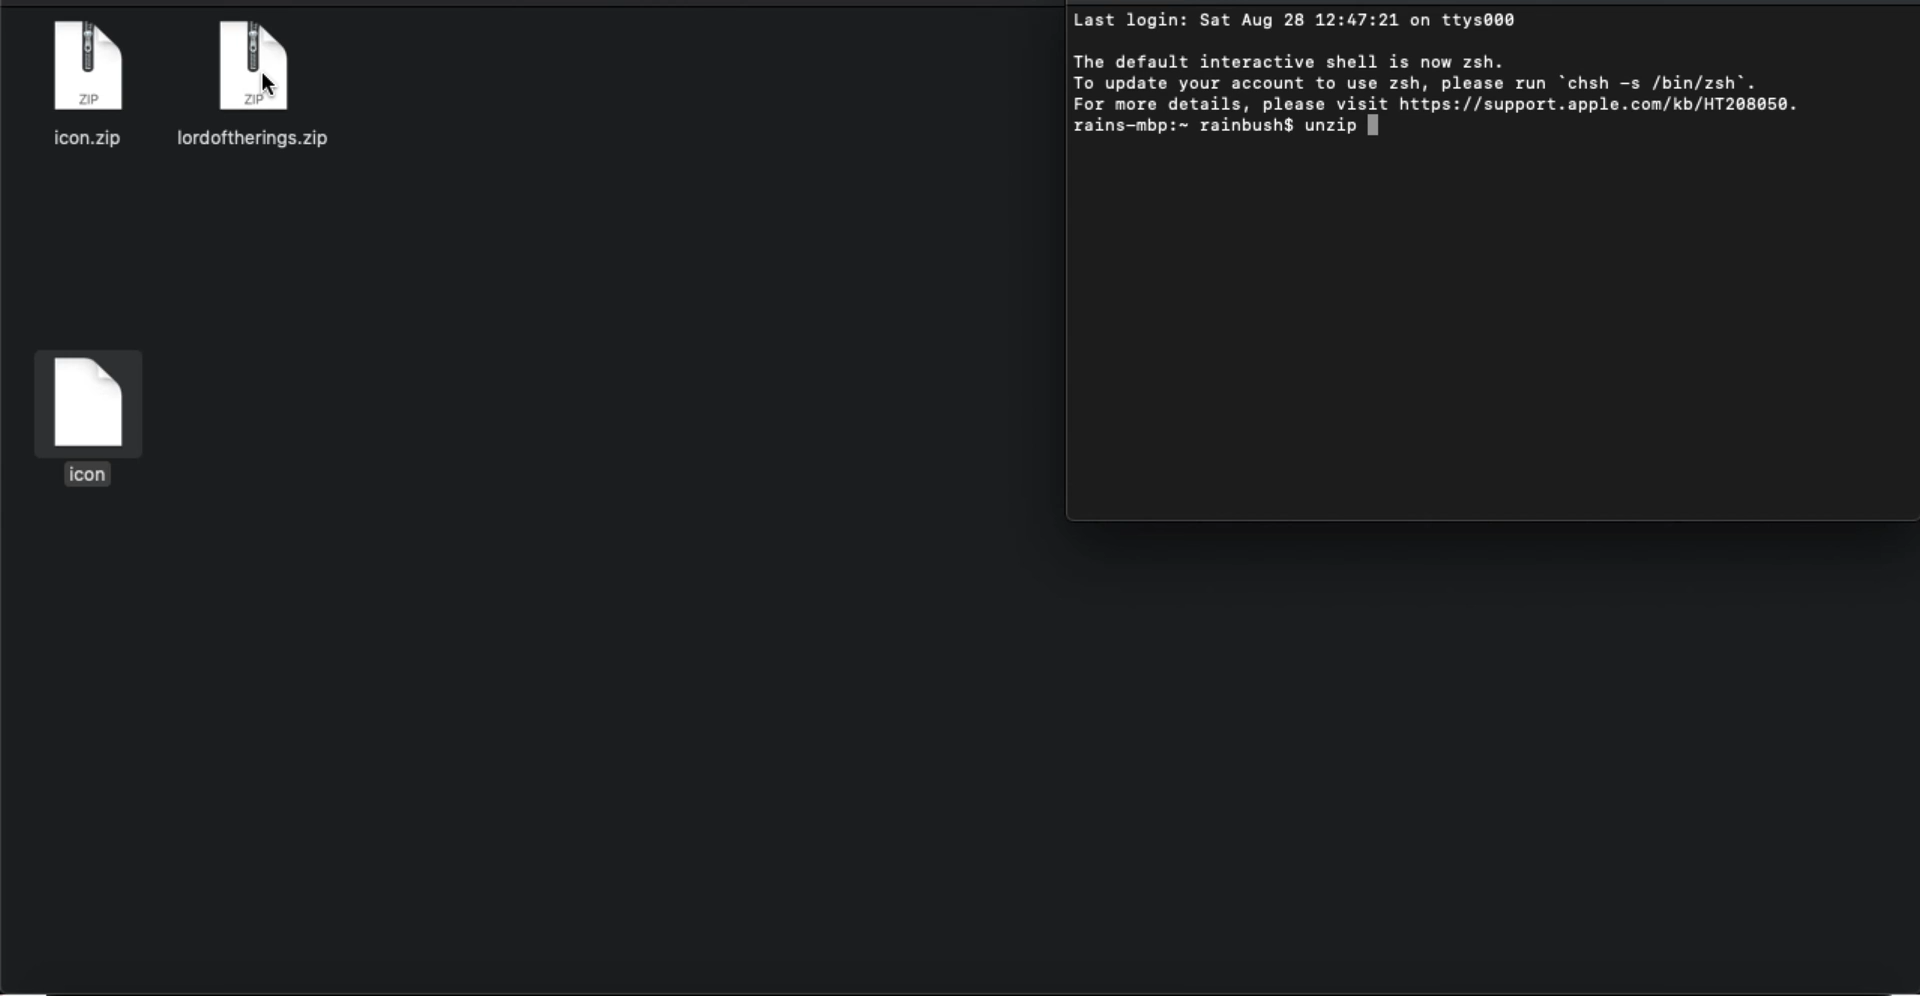 ZIP
icon.zip
ZIP
lordoftherings.zip
icon
Last login: Sat Aug 28 12:47:21 on ttys000
The default interactive shell is now zsh.
To update your account to use zsh, please run `chsh -s /bin/zsh`.
For more details, please visit https://support.apple.com/kb/HT208050.
rains-mbp:~ rainbush$ unzip